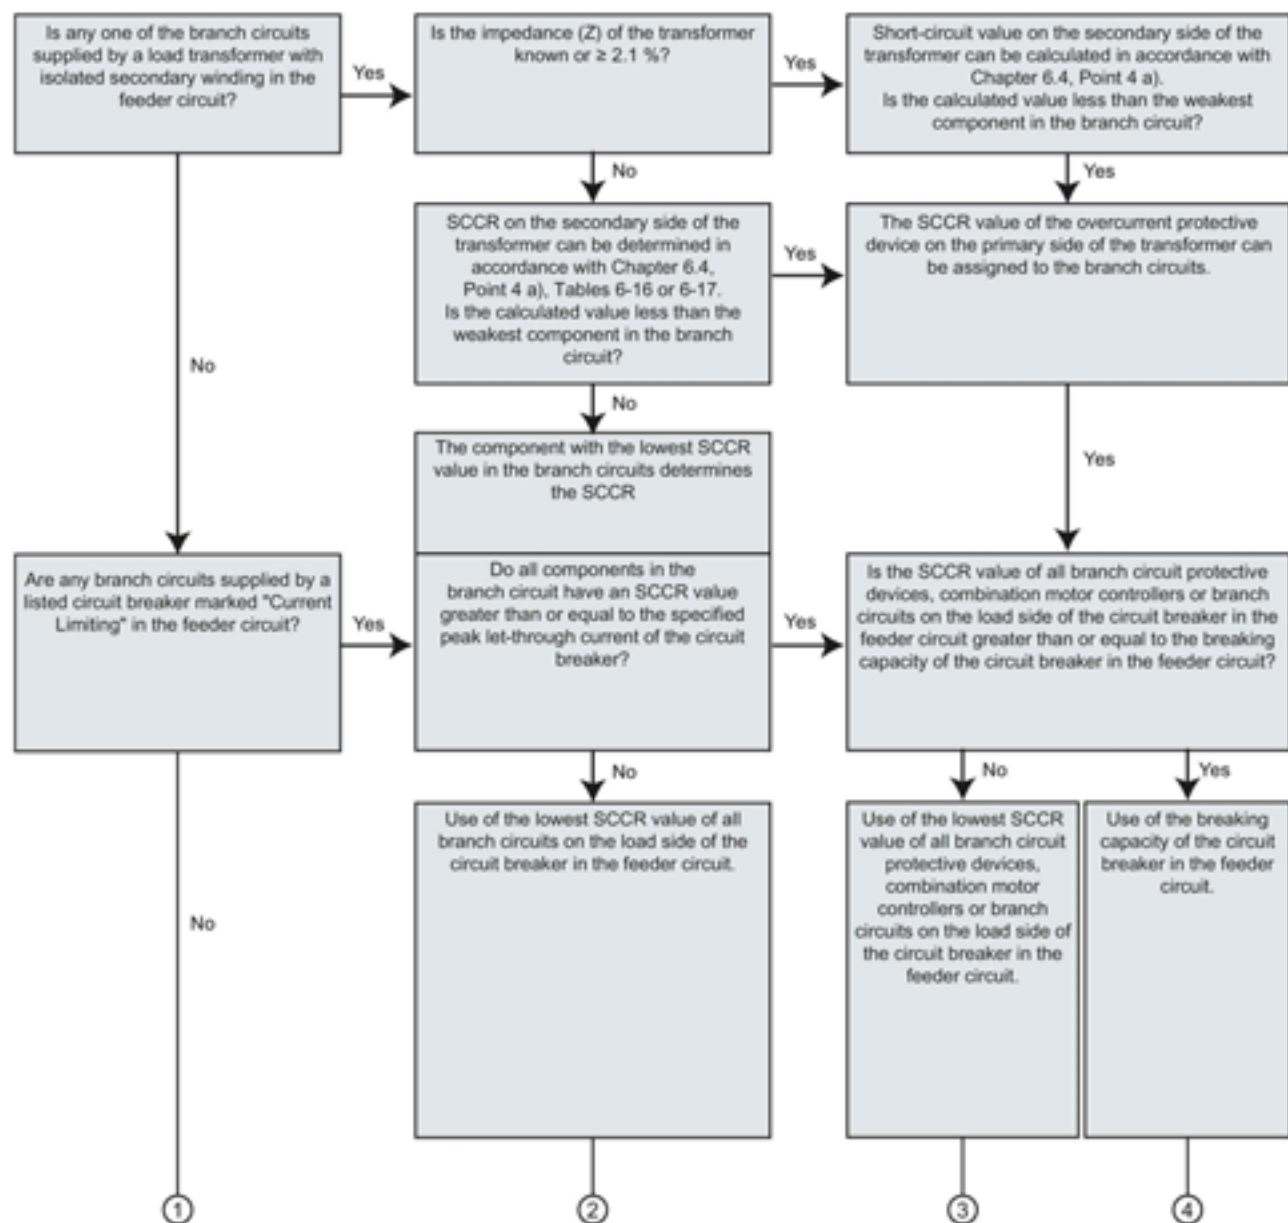 Is any one of the branch circuits
supplied by a load transformer with
isolated secondary winding in the
feeder circuit?
Yes
Is the impedance (Z) of the transformer
known or ≥ 2.1 %?
Yes
Short-circuit value on the secondary side of the
transformer can be calculated in accordance with
Chapter 6.4, Point 4 a).
Is the calculated value less than the weakest
component in the branch circuit?
No
Yes
SCCR on the secondary side of the
transformer can be determined in
accordance with Chapter 6.4,
Point 4 a), Tables 6-16 or 6-17.
Is the calculated value less than the
weakest component in the branch
circuit?
Yes
The SCCR value of the overcurrent protective
device on the primary side of the transformer can
be assigned to the branch circuits.
No
No
The component with the lowest SCCR
value in the branch circuits determines
the SCCR
Yes
Are any branch circuits supplied by a
listed circuit breaker marked "Current
Limiting" in the feeder circuit?
Yes
Do all components in the
branch circuit have an SCCR value
greater than or equal to the specified
peak let-through current of the circuit
breaker?
Yes
Is the SCCR value of all branch circuit protective
devices, combination motor controllers or branch
circuits on the load side of the circuit breaker in the
feeder circuit greater than or equal to the breaking
capacity of the circuit breaker in the feeder circuit?
No
No
Yes
Use of the lowest SCCR value of all
branch circuits on the load side of the
circuit breaker in the feeder circuit.
Use of the lowest SCCR
value of all branch circuit
protective devices,
combination motor
controllers or branch
circuits on the load side of
the circuit breaker in the
feeder circuit.
Use of the breaking
capacity of the circuit
breaker in the feeder
circuit.
No
1
2
3
4